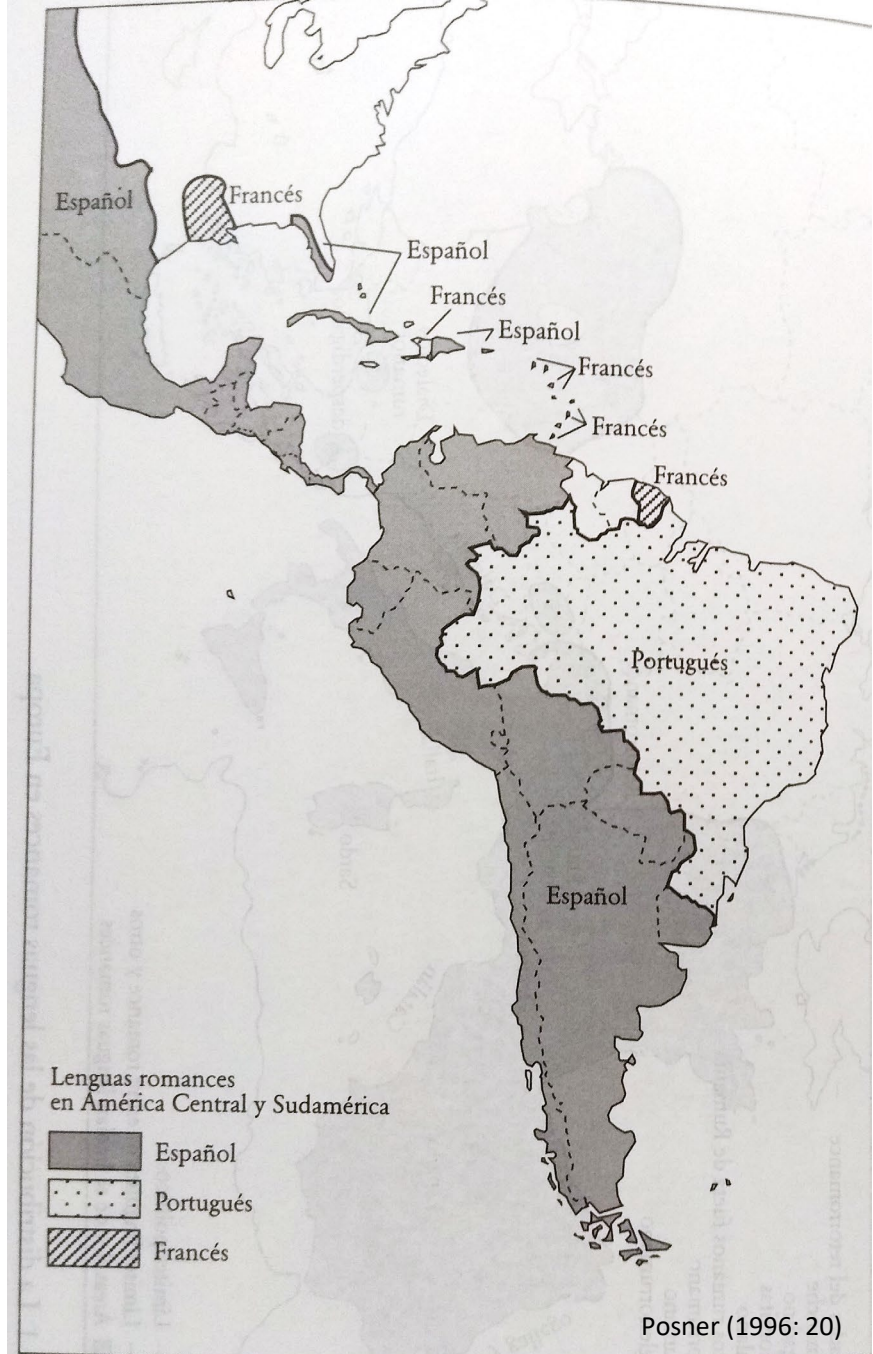 Español
Francés
Español
Francés
Español
Francés
Francés
Francés
Portugués
Español
Lenguas romances
en América Central y Sudamérica
Español
Portugués
Francés
Posner (1996: 20)